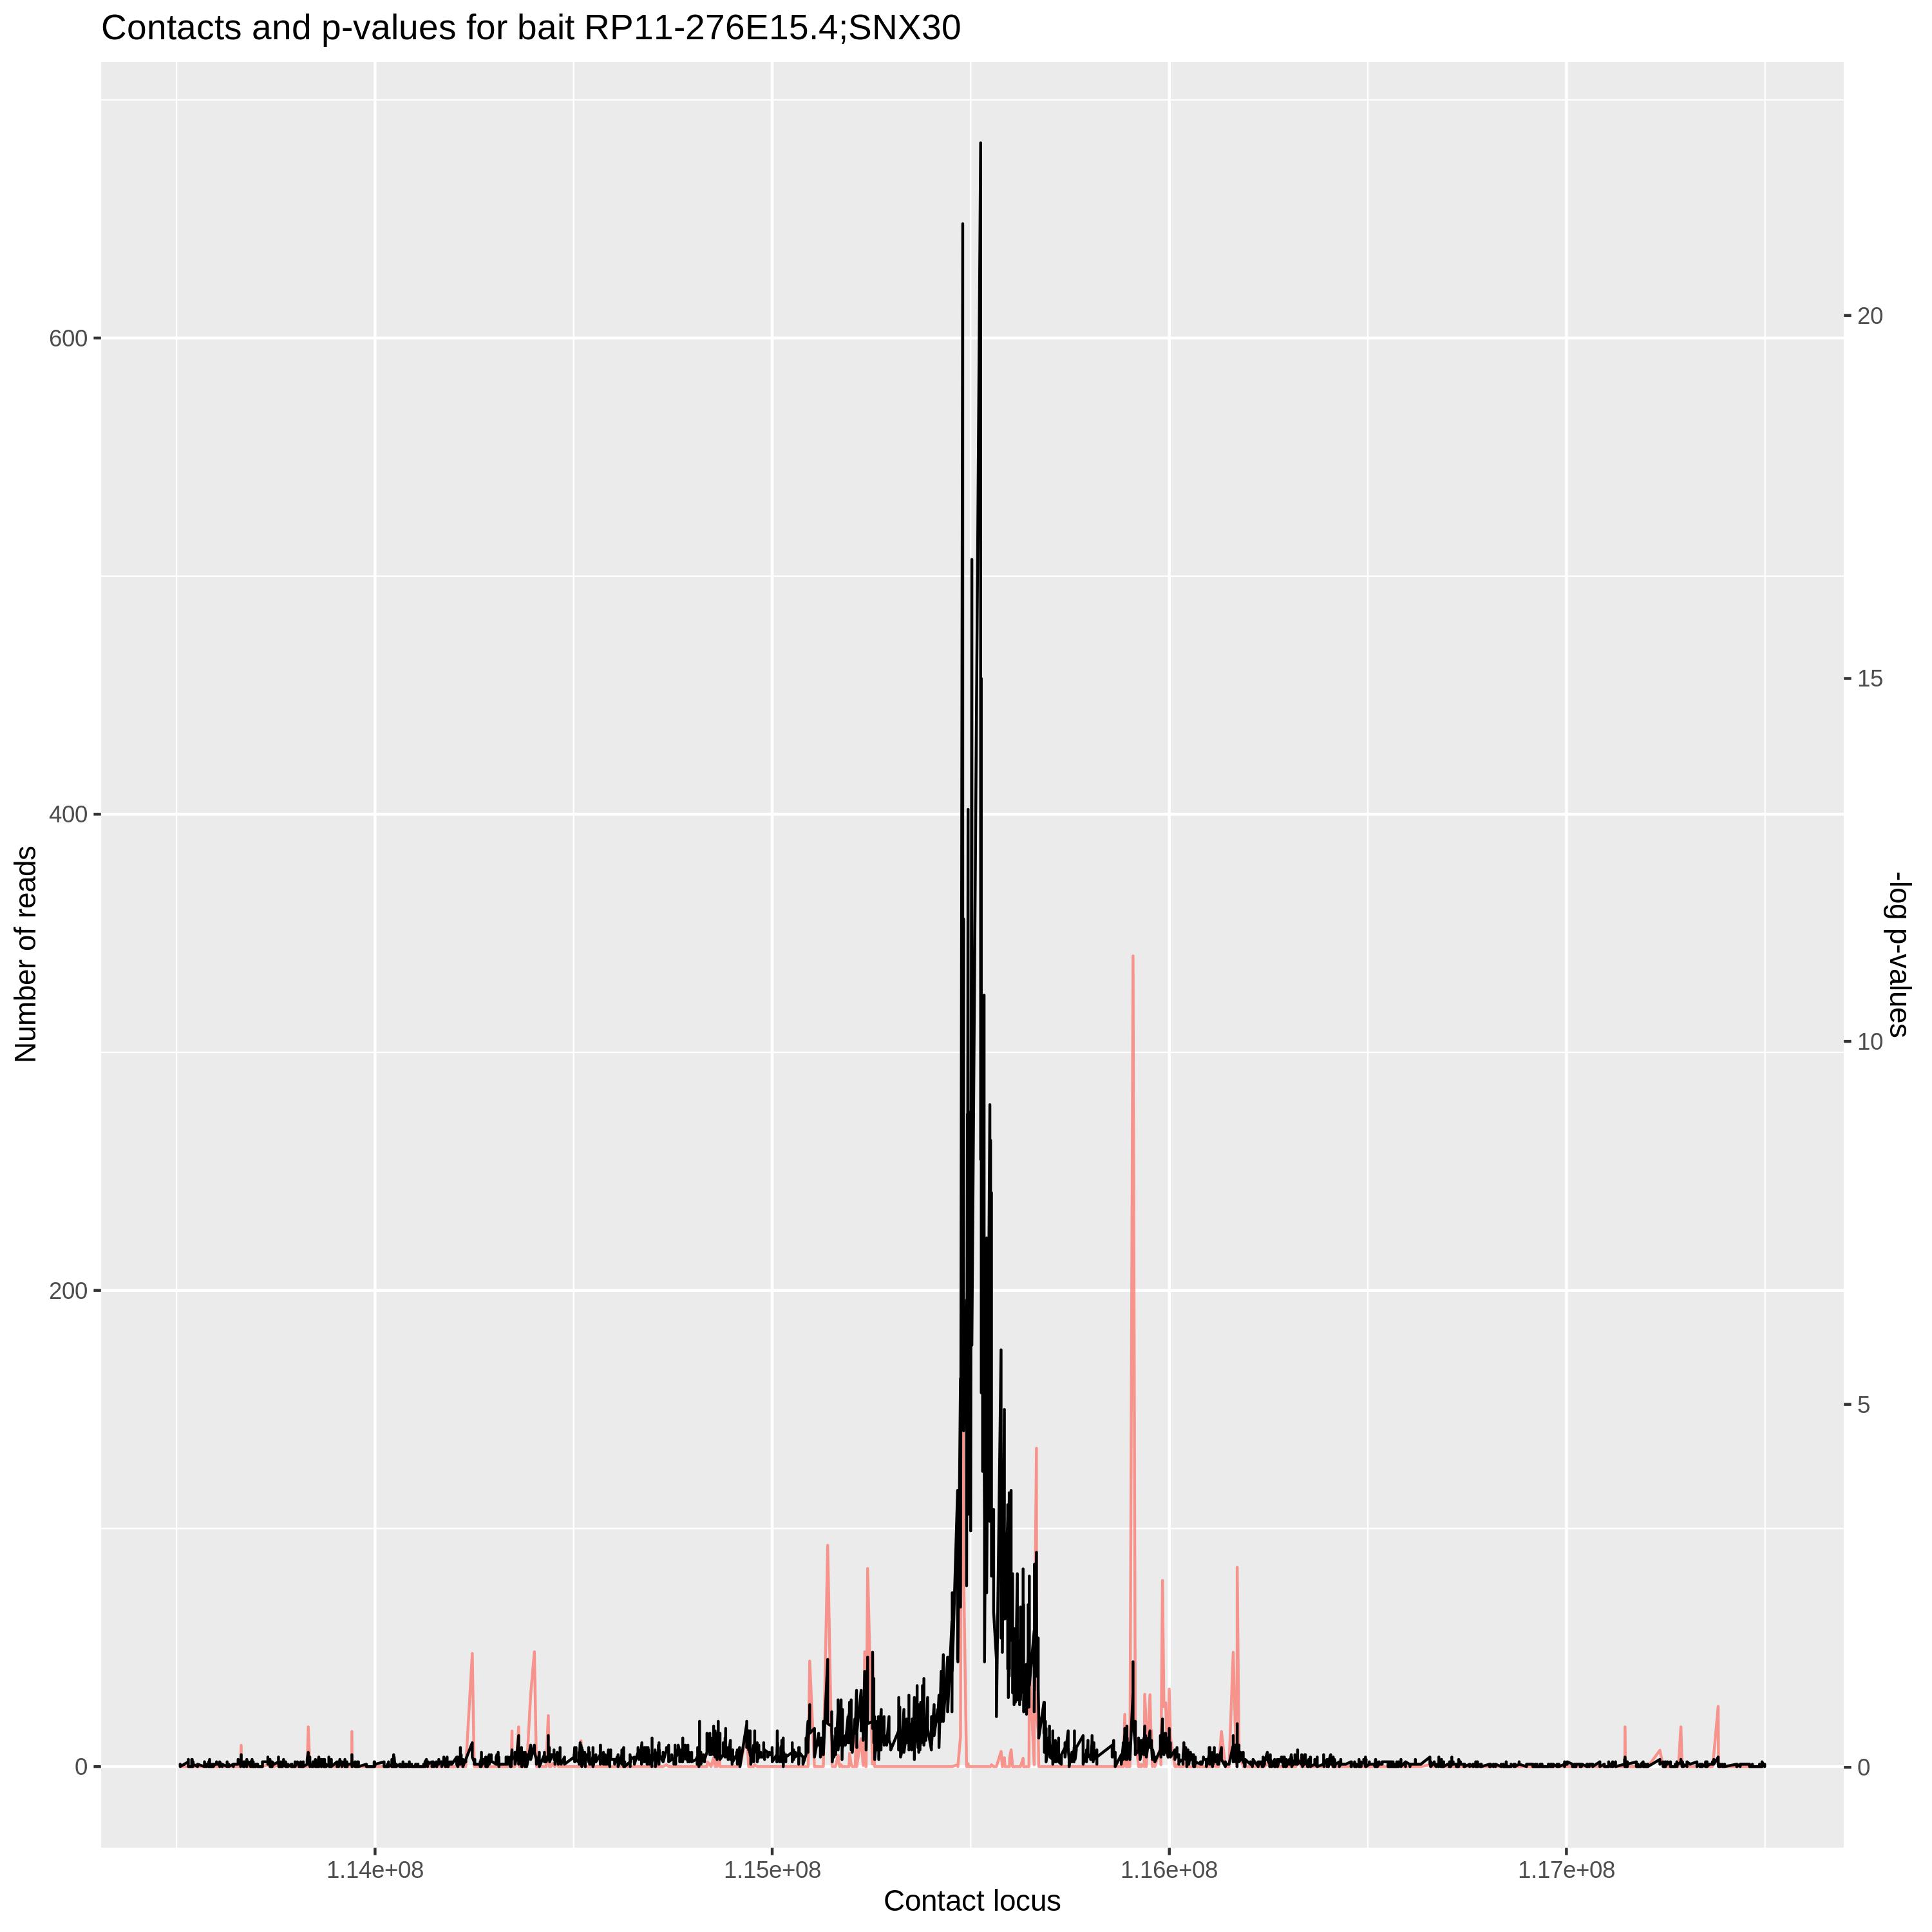 Contacts and p-values for bait RP11-276E15.4;SNX30
600
400
200
0
Number of reads
20
15
10
5
0
-log p-values
1.14e+08
1.15e+08
1.16e+08
1.17e+08
Contact locus